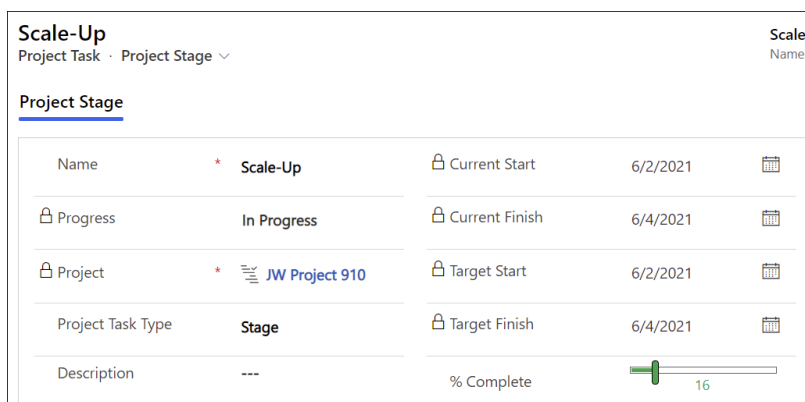 Scale-Up
Project Task · Project Stage
Scale
Name
Project Stage
Name * Scale-Up
Current Start 6/2/2021
Progress In Progress
Current Finish 6/4/2021
Project * JW Project 910
Target Start 6/2/2021
Project Task Type Stage
Target Finish 6/4/2021
Description ---
% Complete 16